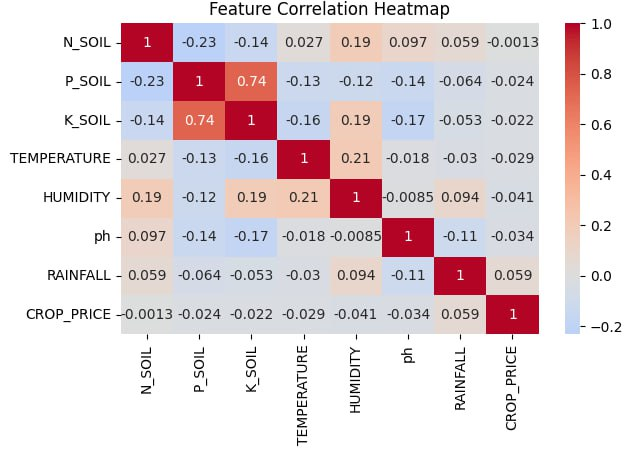 Feature Correlation Heatmap
N_SOIL 1 -0.23 -0.14 0.027 0.19 0.097 0.059 -0.0013
P_SOIL -0.23 1 0.74 -0.13 -0.12 -0.14 -0.064 -0.024
K_SOIL -0.14 0.74 1 -0.16 0.19 -0.17 -0.053 -0.022
TEMPERATURE 0.027 -0.13 -0.16 1 0.21 -0.018 -0.03 -0.029
HUMIDITY 0.19 -0.12 0.19 0.21 1 -0.0085 0.094 -0.041
ph 0.097 -0.14 -0.17 -0.018 -0.0085 1 -0.11 -0.034
RAINFALL 0.059 -0.064 -0.053 -0.03 0.094 -0.11 1 0.059
CROP_PRICE -0.0013 -0.024 -0.022 -0.029 -0.041 -0.034 0.059 1
N_SOIL
P_SOIL
K_SOIL
TEMPERATURE
HUMIDITY
ph
RAINFALL
CROP_PRICE
1.0
0.8
0.6
0.4
0.2
0.0
−0.2